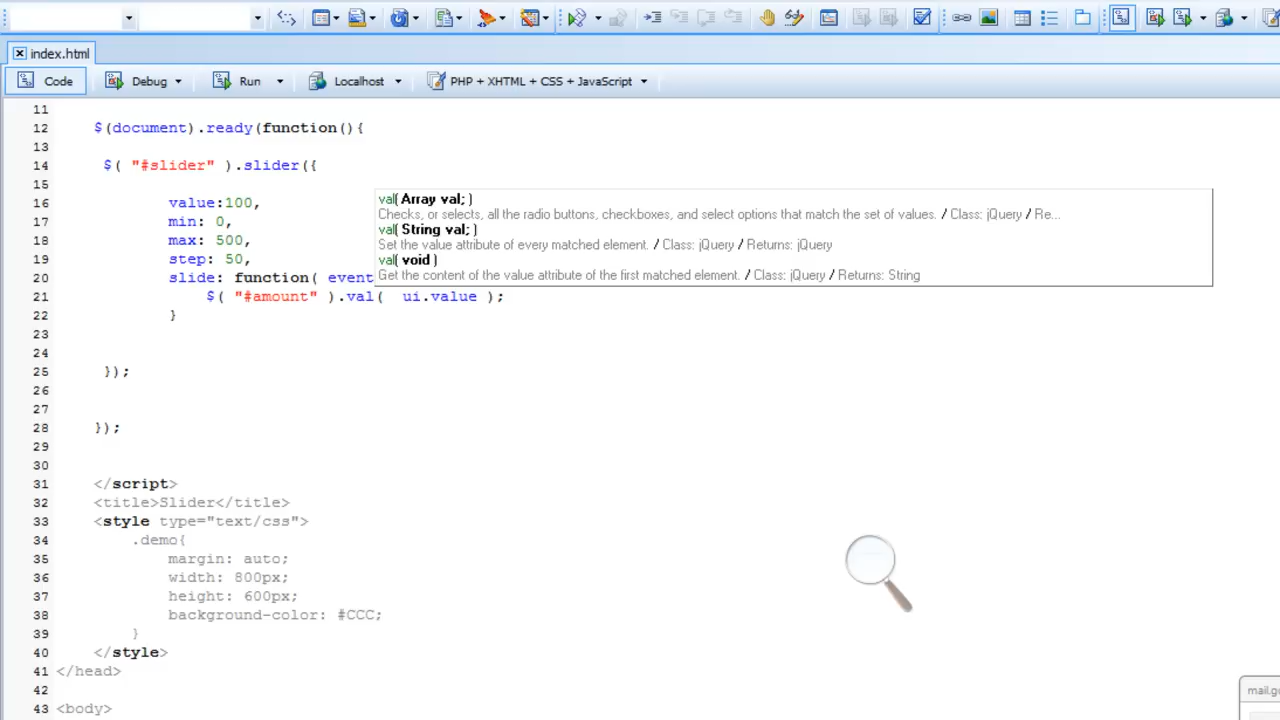 index.html
Code Debug Run Localhost PHP + XHTML + CSS + JavaScript
11
12 $(document).ready(function(){
13
14 $( "#slider" ).slider({
15
16 value:100,
17 min: 0,
18 max: 500,
19 step: 50,
20 slide: function( event
21 $( "#amount" ).val(  ui.value );
22 }
23
24
25 });
26
27
28 });
29
30
31 </script>
32 <title>Slider</title>
33 <style type="text/css">
34 .demo{
35 margin: auto;
36 width: 800px;
37 height: 600px;
38 background-color: #CCC;
39 }
40 </style>
41 </head>
42
43 <body>
val( Array val; )
Checks, or selects, all the radio buttons, checkboxes, and select options that match the set of values. / Class: jQuery / Re...
val( String val; )
Set the value attribute of every matched element. / Class: jQuery / Returns: jQuery
val( void )
Get the content of the value attribute of the first matched element. / Class: jQuery / Returns: String